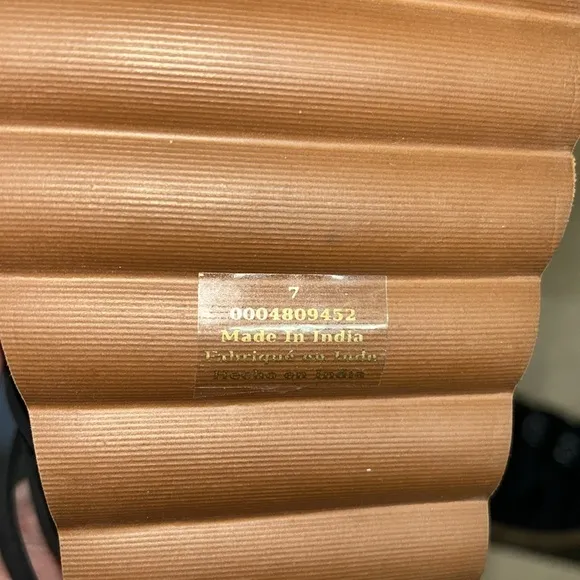 7
0004809452
Made In India
Fabriqué en Inde
Hecho en India